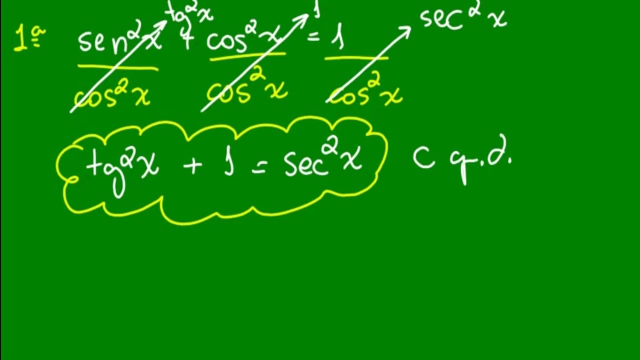 tg²x 1 sec²x
1ª sen²x + cos²x = 1
cos²x cos²x cos²x
tg²x + 1 = sec²x c q.d.